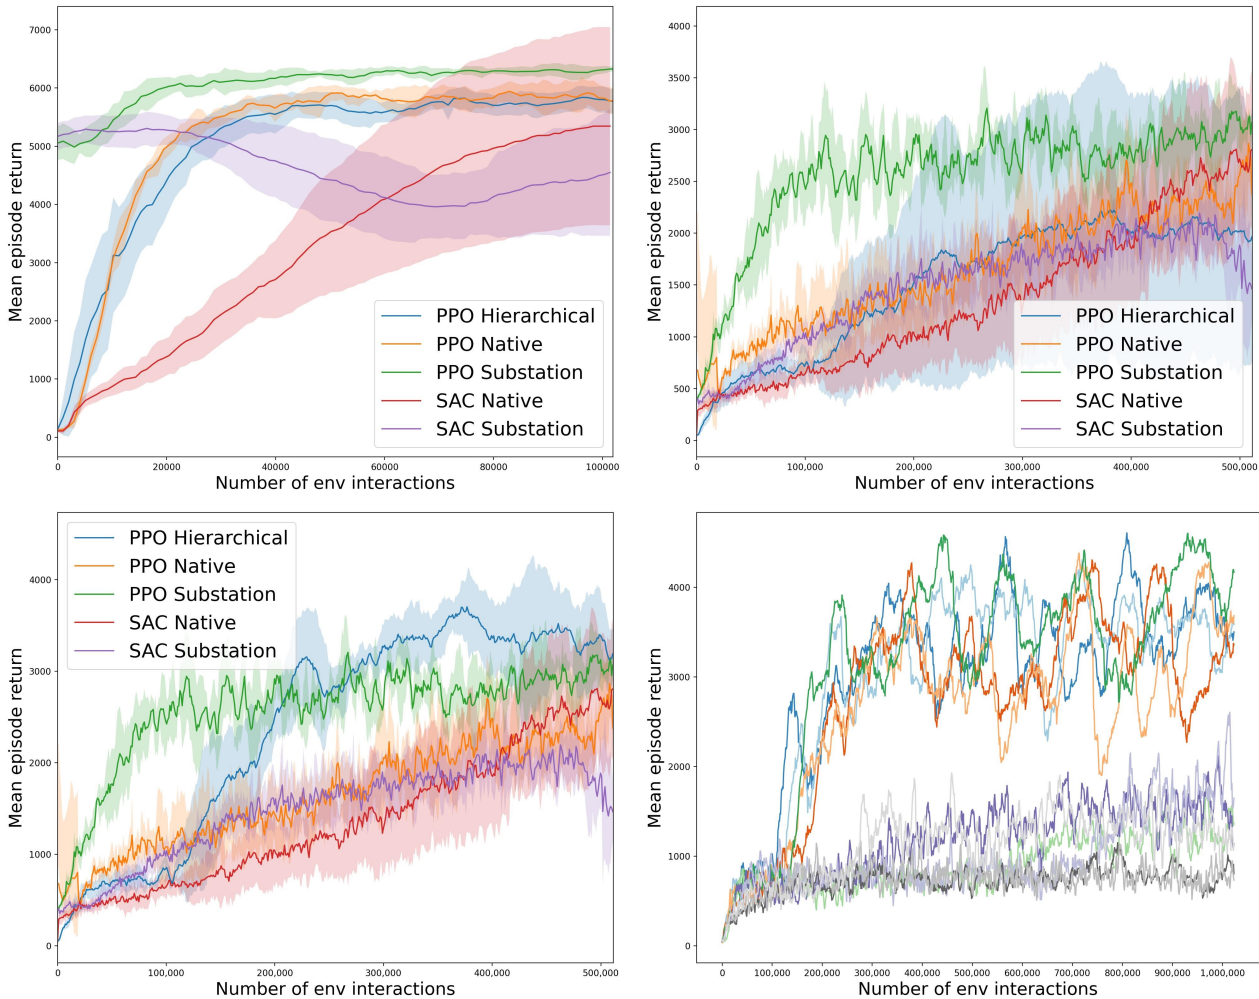 7000
6000
5000
4000
3000
2000
1000
0
Mean episode return
0
20000
40000
60000
80000
100000
Number of env interactions
PPO Hierarchical
PPO Native
PPO Substation
SAC Native
SAC Substation
4000
3500
3000
2500
2000
1500
1000
500
0
Mean episode return
0
100,000
200,000
300,000
400,000
500,000
Number of env interactions
PPO Hierarchical
PPO Native
PPO Substation
SAC Native
SAC Substation
4000
3000
2000
1000
0
Mean episode return
0
100,000
200,000
300,000
400,000
500,000
Number of env interactions
PPO Hierarchical
PPO Native
PPO Substation
SAC Native
SAC Substation
4000
3000
2000
1000
0
Mean episode return
0
100,000
200,000
300,000
400,000
500,000
600,000
700,000
800,000
900,000
1,000,000
Number of env interactions